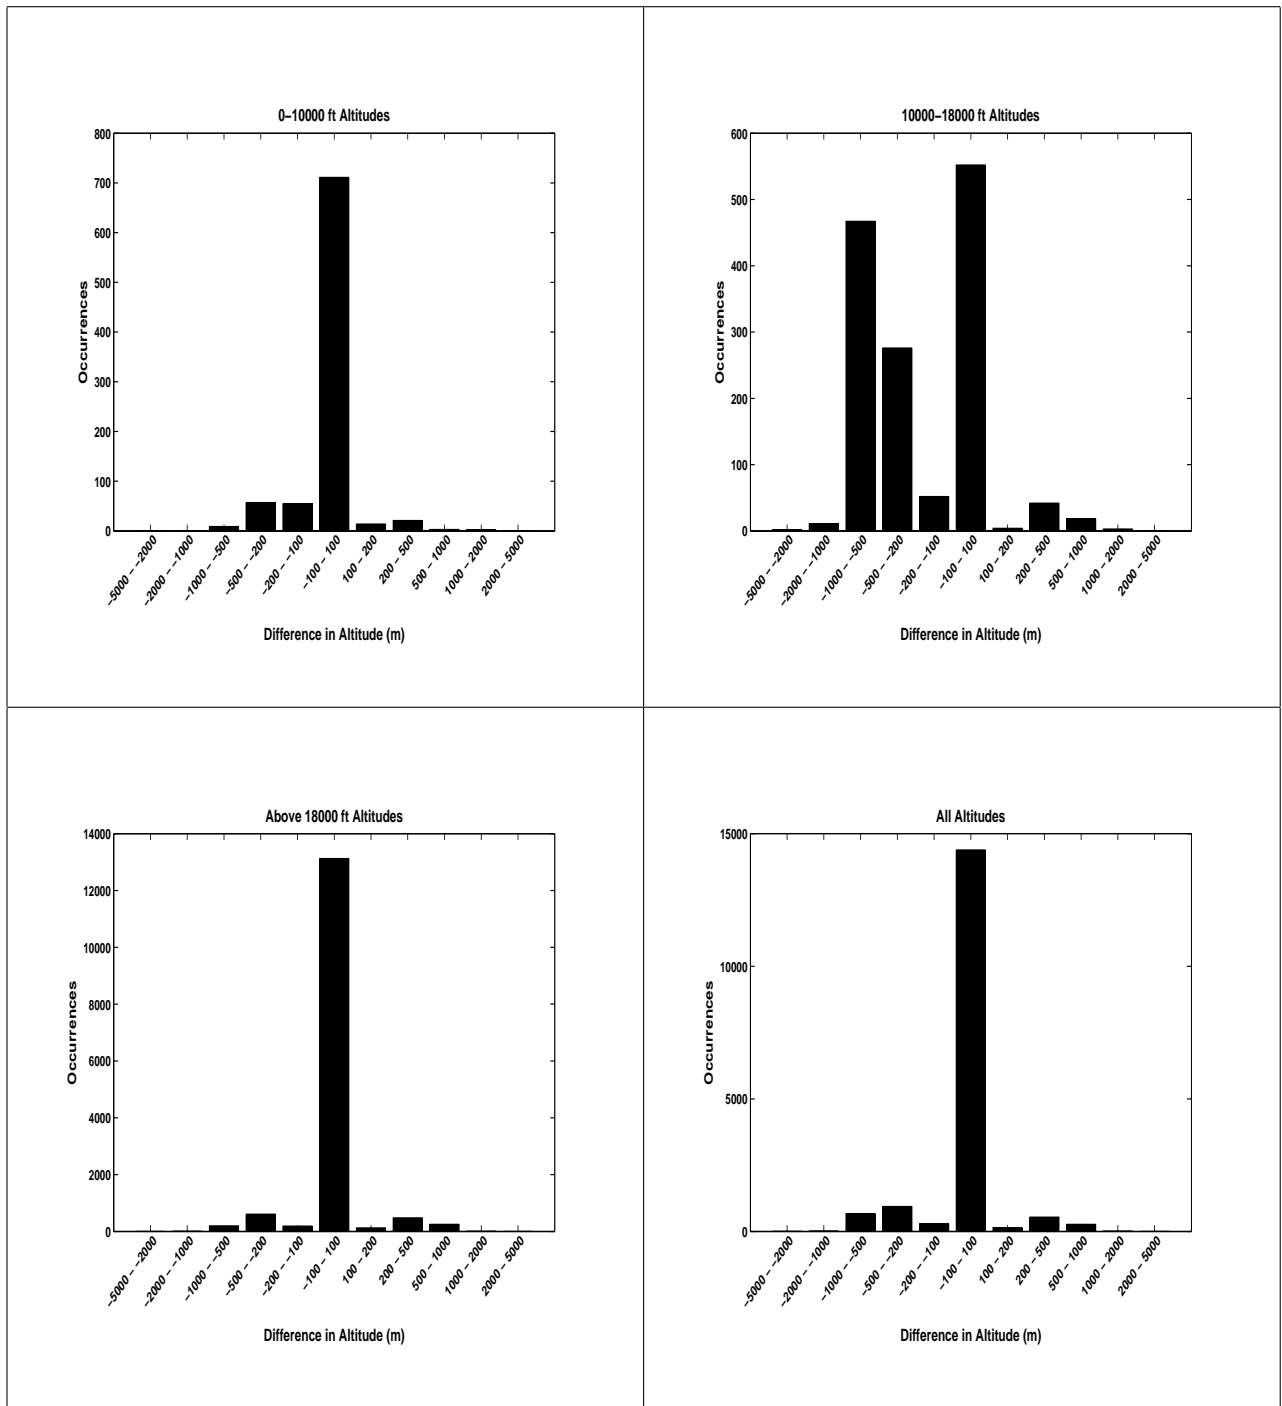 0–10000 ft Altitudes
800
700
600
500
400
300
200
100
0
Occurrences
–5000 – –2000
–2000 – –1000
–1000 – –500
–500 – –200
–200 – –100
–100 – 100
100 – 200
200 – 500
500 – 1000
1000 – 2000
2000 – 5000
Difference in Altitude (m)
10000–18000 ft Altitudes
600
500
400
300
200
100
0
Occurrences
–5000 – –2000
–2000 – –1000
–1000 – –500
–500 – –200
–200 – –100
–100 – 100
100 – 200
200 – 500
500 – 1000
1000 – 2000
2000 – 5000
Difference in Altitude (m)
Above 18000 ft Altitudes
14000
12000
10000
8000
6000
4000
2000
0
Occurrences
–5000 – –2000
–2000 – –1000
–1000 – –500
–500 – –200
–200 – –100
–100 – 100
100 – 200
200 – 500
500 – 1000
1000 – 2000
2000 – 5000
Difference in Altitude (m)
All Altitudes
15000
10000
5000
0
Occurrences
–5000 – –2000
–2000 – –1000
–1000 – –500
–500 – –200
–200 – –100
–100 – 100
100 – 200
200 – 500
500 – 1000
1000 – 2000
2000 – 5000
Difference in Altitude (m)